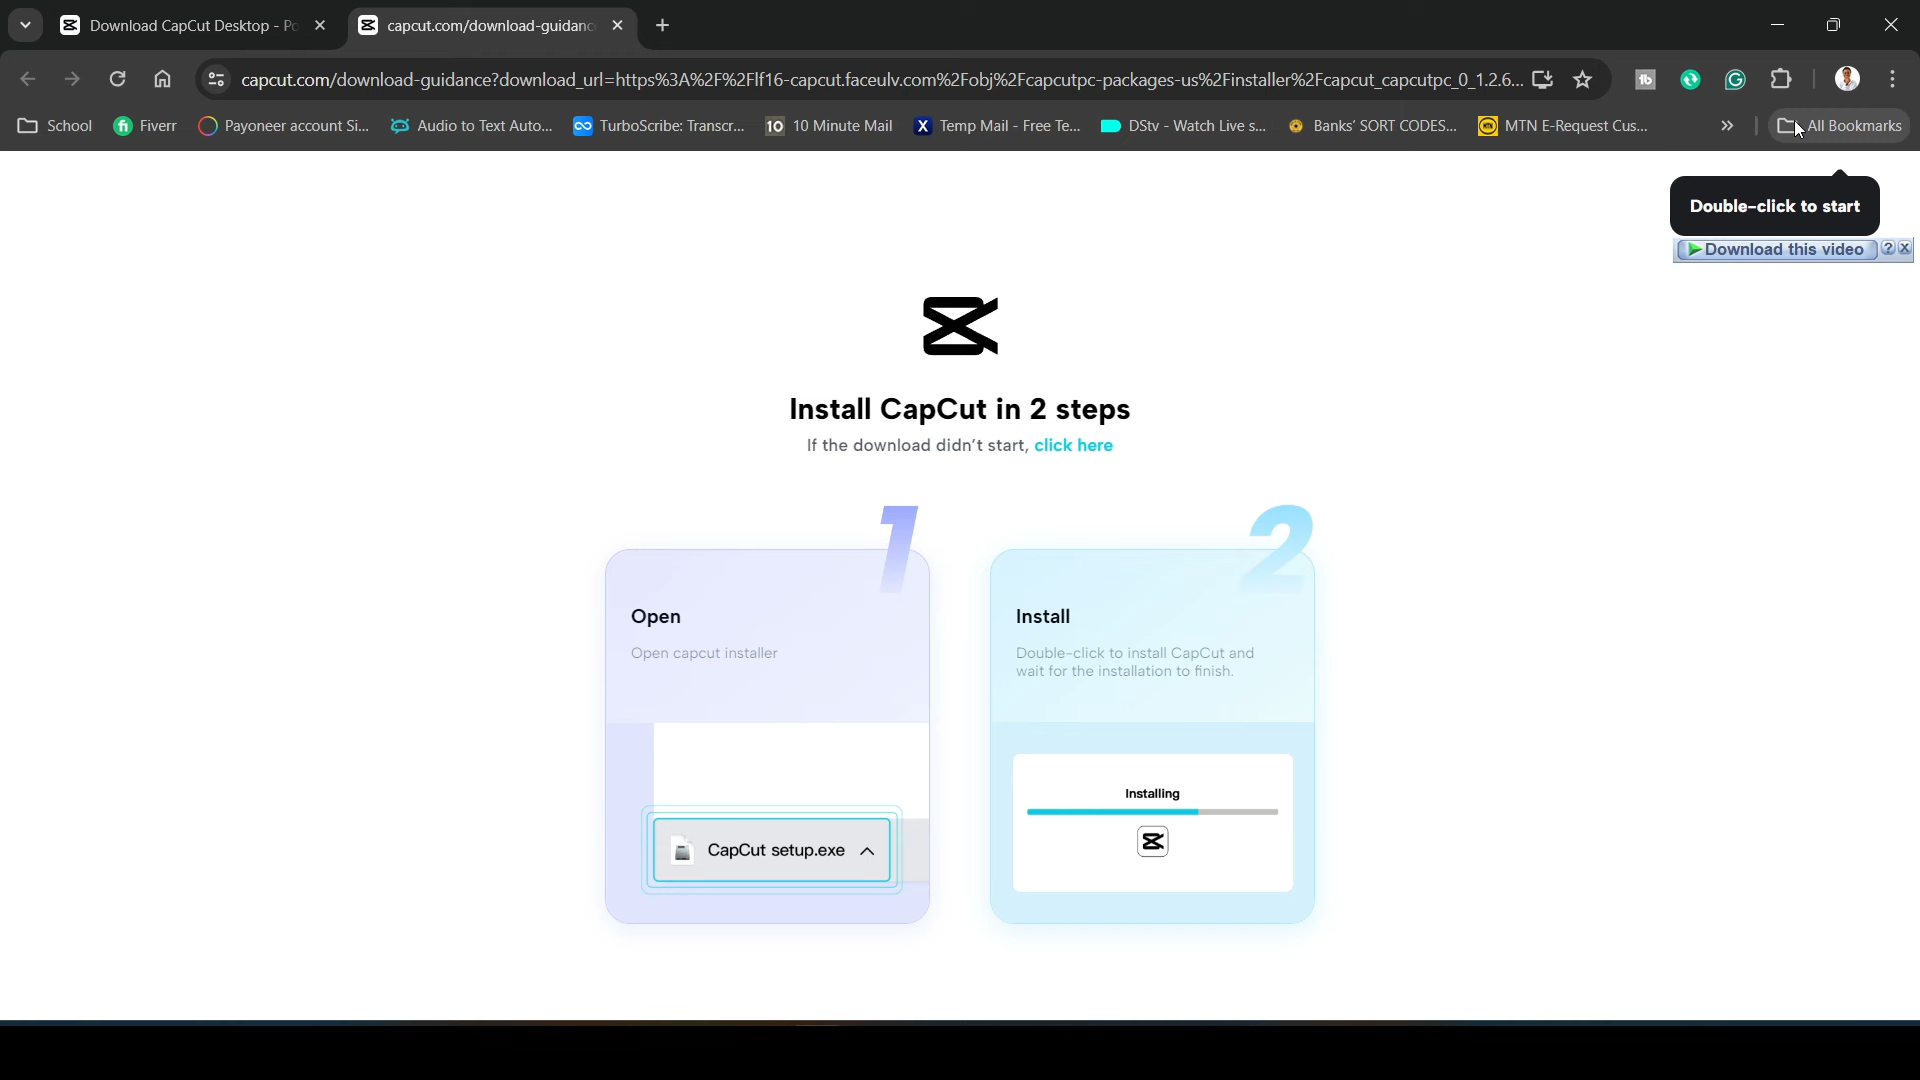 Download CapCut Desktop - Po
capcut.com/download-guidanc
capcut.com/download-guidance?download_url=https%3A%2F%2Flf16-capcut.faceulv.com%2Fobj%2Fcapcutpc-packages-us%2Finstaller%2Fcapcut_capcutpc_0_1.2.6...
School
Fiverr
Payoneer account Si...
Audio to Text Auto...
TurboScribe: Transcr...
10 10 Minute Mail
X Temp Mail - Free Te...
DStv - Watch Live s...
Banks' SORT CODES...
MTN E-Request Cus...
All Bookmarks
Double-click to start
Download this video
Install CapCut in 2 steps
If the download didn't start, click here
1
Open
Open capcut installer
CapCut setup.exe
2
Install
Double-click to install CapCut and
wait for the installation to finish.
Installing